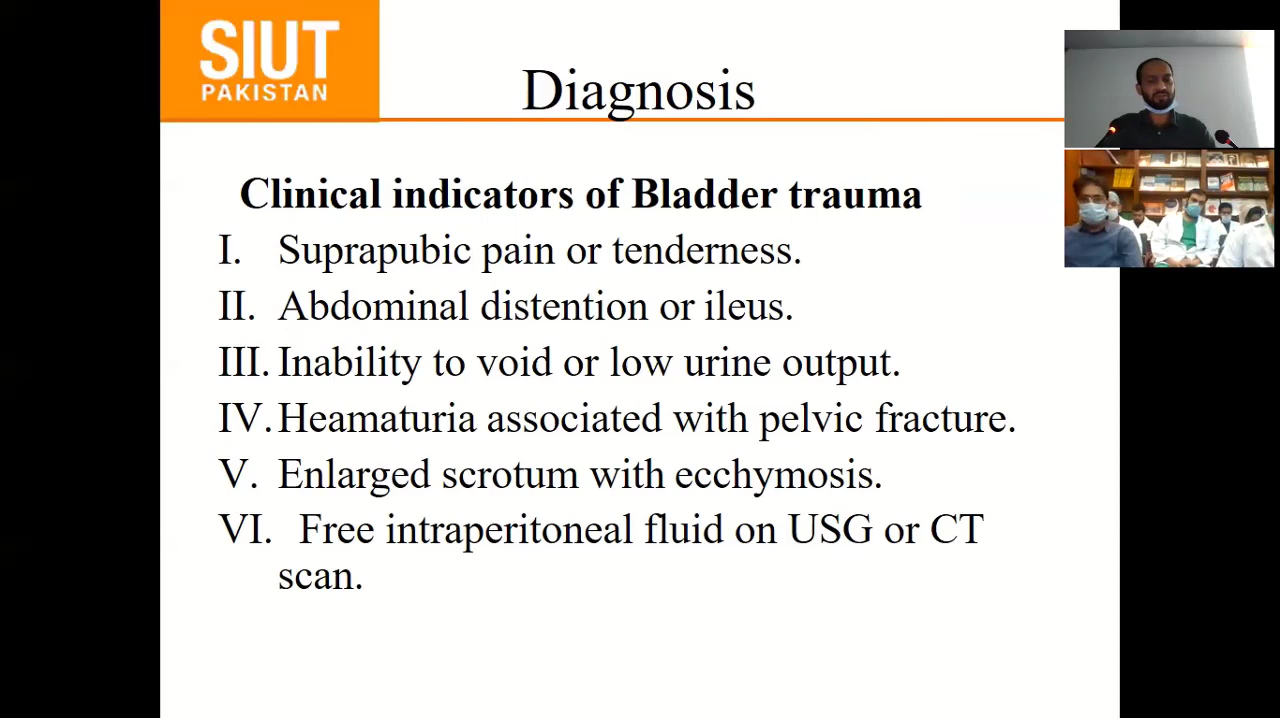 SIUT
PAKISTAN
Diagnosis
Clinical indicators of Bladder trauma
I. Suprapubic pain or tenderness.
II. Abdominal distention or ileus.
III. Inability to void or low urine output.
IV. Heamaturia associated with pelvic fracture.
V. Enlarged scrotum with ecchymosis.
VI. Free intraperitoneal fluid on USG or CT
scan.